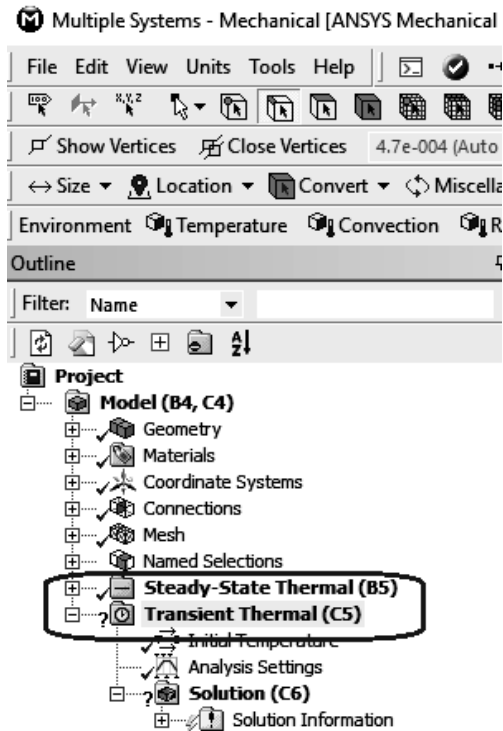 Multiple Systems - Mechanical [ANSYS Mechanical
File Edit View Units Tools Help
Show Vertices Close Vertices 4.7e-004 (Auto
Size Location Convert Miscella
Environment Temperature Convection R
Outline
Filter: Name
Project
Model (B4, C4)
Geometry
Materials
Coordinate Systems
Connections
Mesh
Named Selections
Steady-State Thermal (B5)
Transient Thermal (C5)
Initial Temperature
Analysis Settings
Solution (C6)
Solution Information